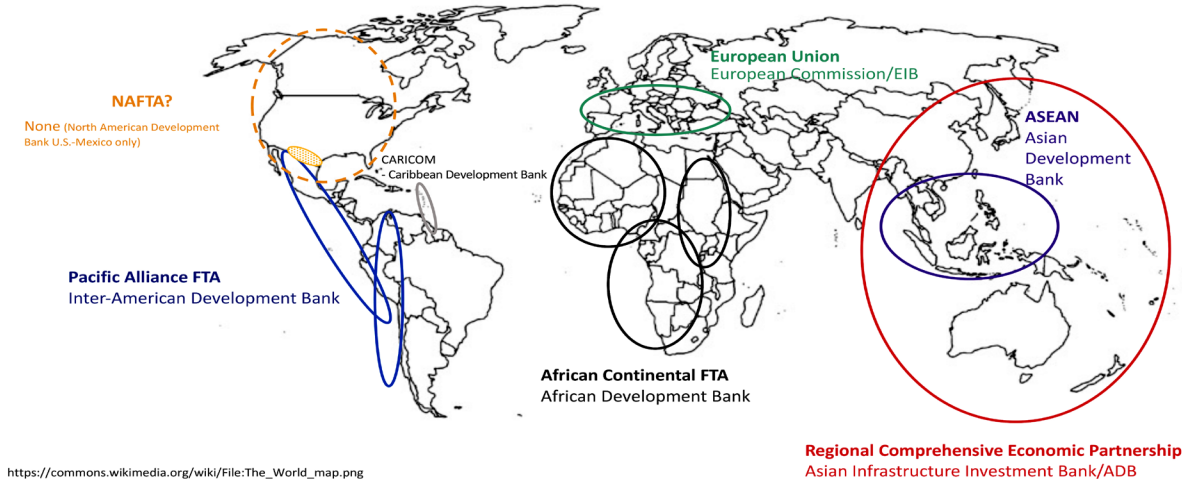 European Union
European Commission/EIB
NAFTA?
None (North American Development
Bank U.S.-Mexico only)
ASEAN
Asian
Development
Bank
CARICOM
- Caribbean Development Bank
Pacific Alliance FTA
Inter-American Development Bank
African Continental FTA
African Development Bank
Regional Comprehensive Economic Partnership
Asian Infrastructure Investment Bank/ADB
https://commons.wikimedia.org/wiki/File:The_World_map.png